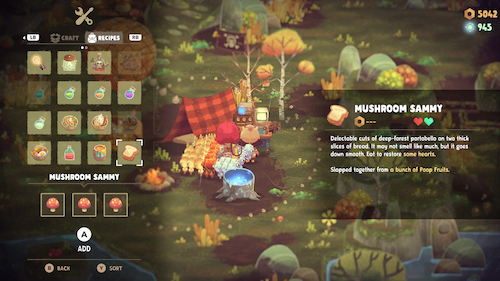 5042
945
LB CRAFT RECIPES RB
MUSHROOM SAMMY
---
Delectable cuts of deep-forest portabello on two thick
slices of bread. It may not smell like much, but it goes
down smooth. Eat to restore some hearts.
Slapped together from a bunch of Poop Fruits.
MUSHROOM SAMMY
A
ADD
B BACK
Y SORT